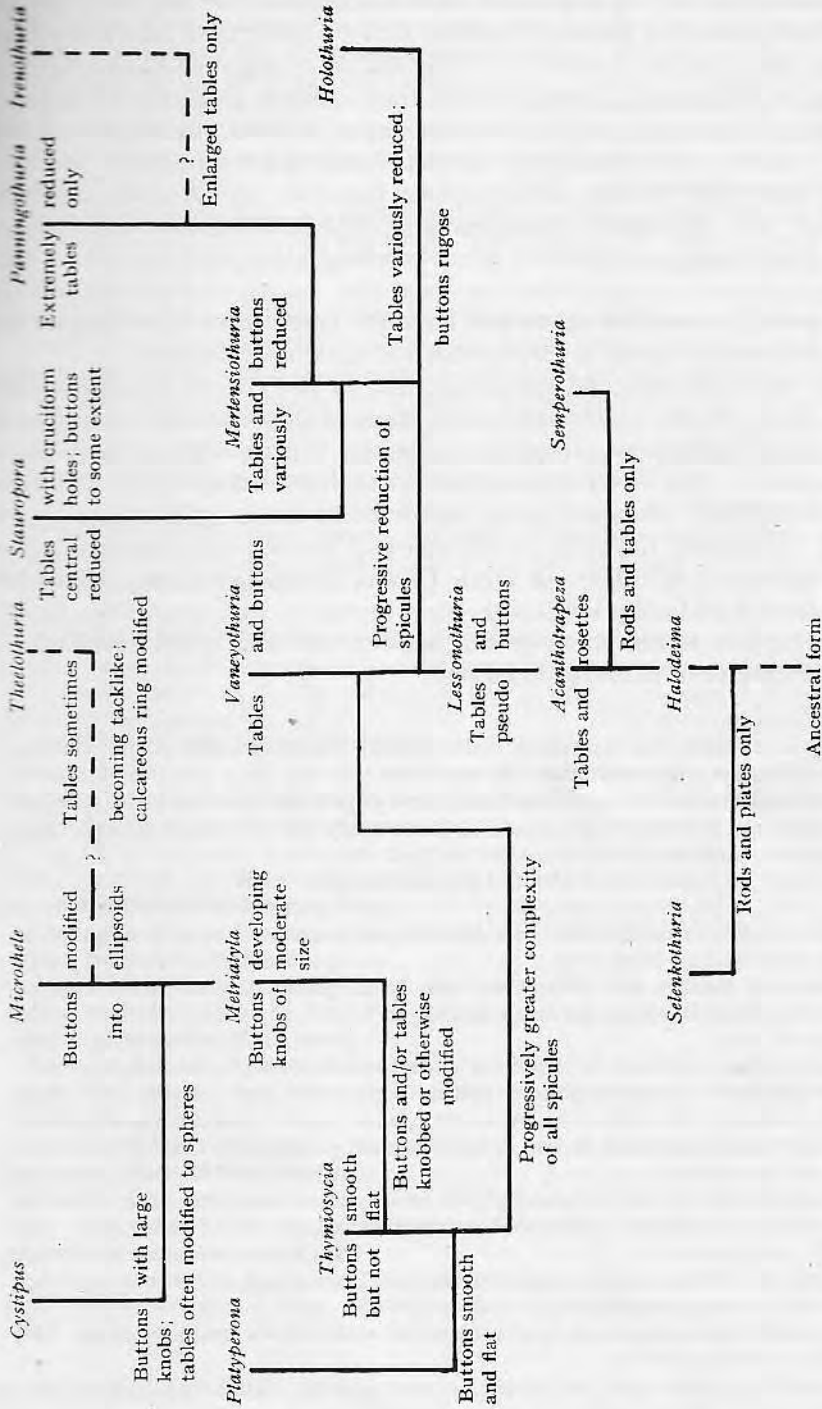 Cystipus
Microthele
Theelothuria
Stauropora
Panningothuria
Irenothuria
Buttons with large
knobs;
tables often modified to spheres
Buttons modified
into ellipsoids
?
Tables sometimes
becoming tacklike;
calcareous ring modified
Tables with cruciform
central holes; buttons
reduced to some extent
Extremely reduced
tables only
?
Enlarged tables only
Platyperona
Metriatyla
Buttons developing
knobs of moderate
size
Vaneyothuria
Tables and buttons
Mertensiothuria
Tables and buttons
variously reduced
Holothuria
Thymiosycia
Buttons smooth
but not flat
Buttons and/or tables
knobbed or otherwise
modified
Progressive reduction of
spicules
Tables variously reduced;
buttons rugose
Buttons smooth
and flat
Progressively greater complexity
of all spicules
Lessonothuria
Tables and
pseudo buttons
Acanthotrapeza
Tables and rosettes
Semperothuria
Rods and tables only
Selenkothuria
Halodeima
Rods and plates only
Ancestral form